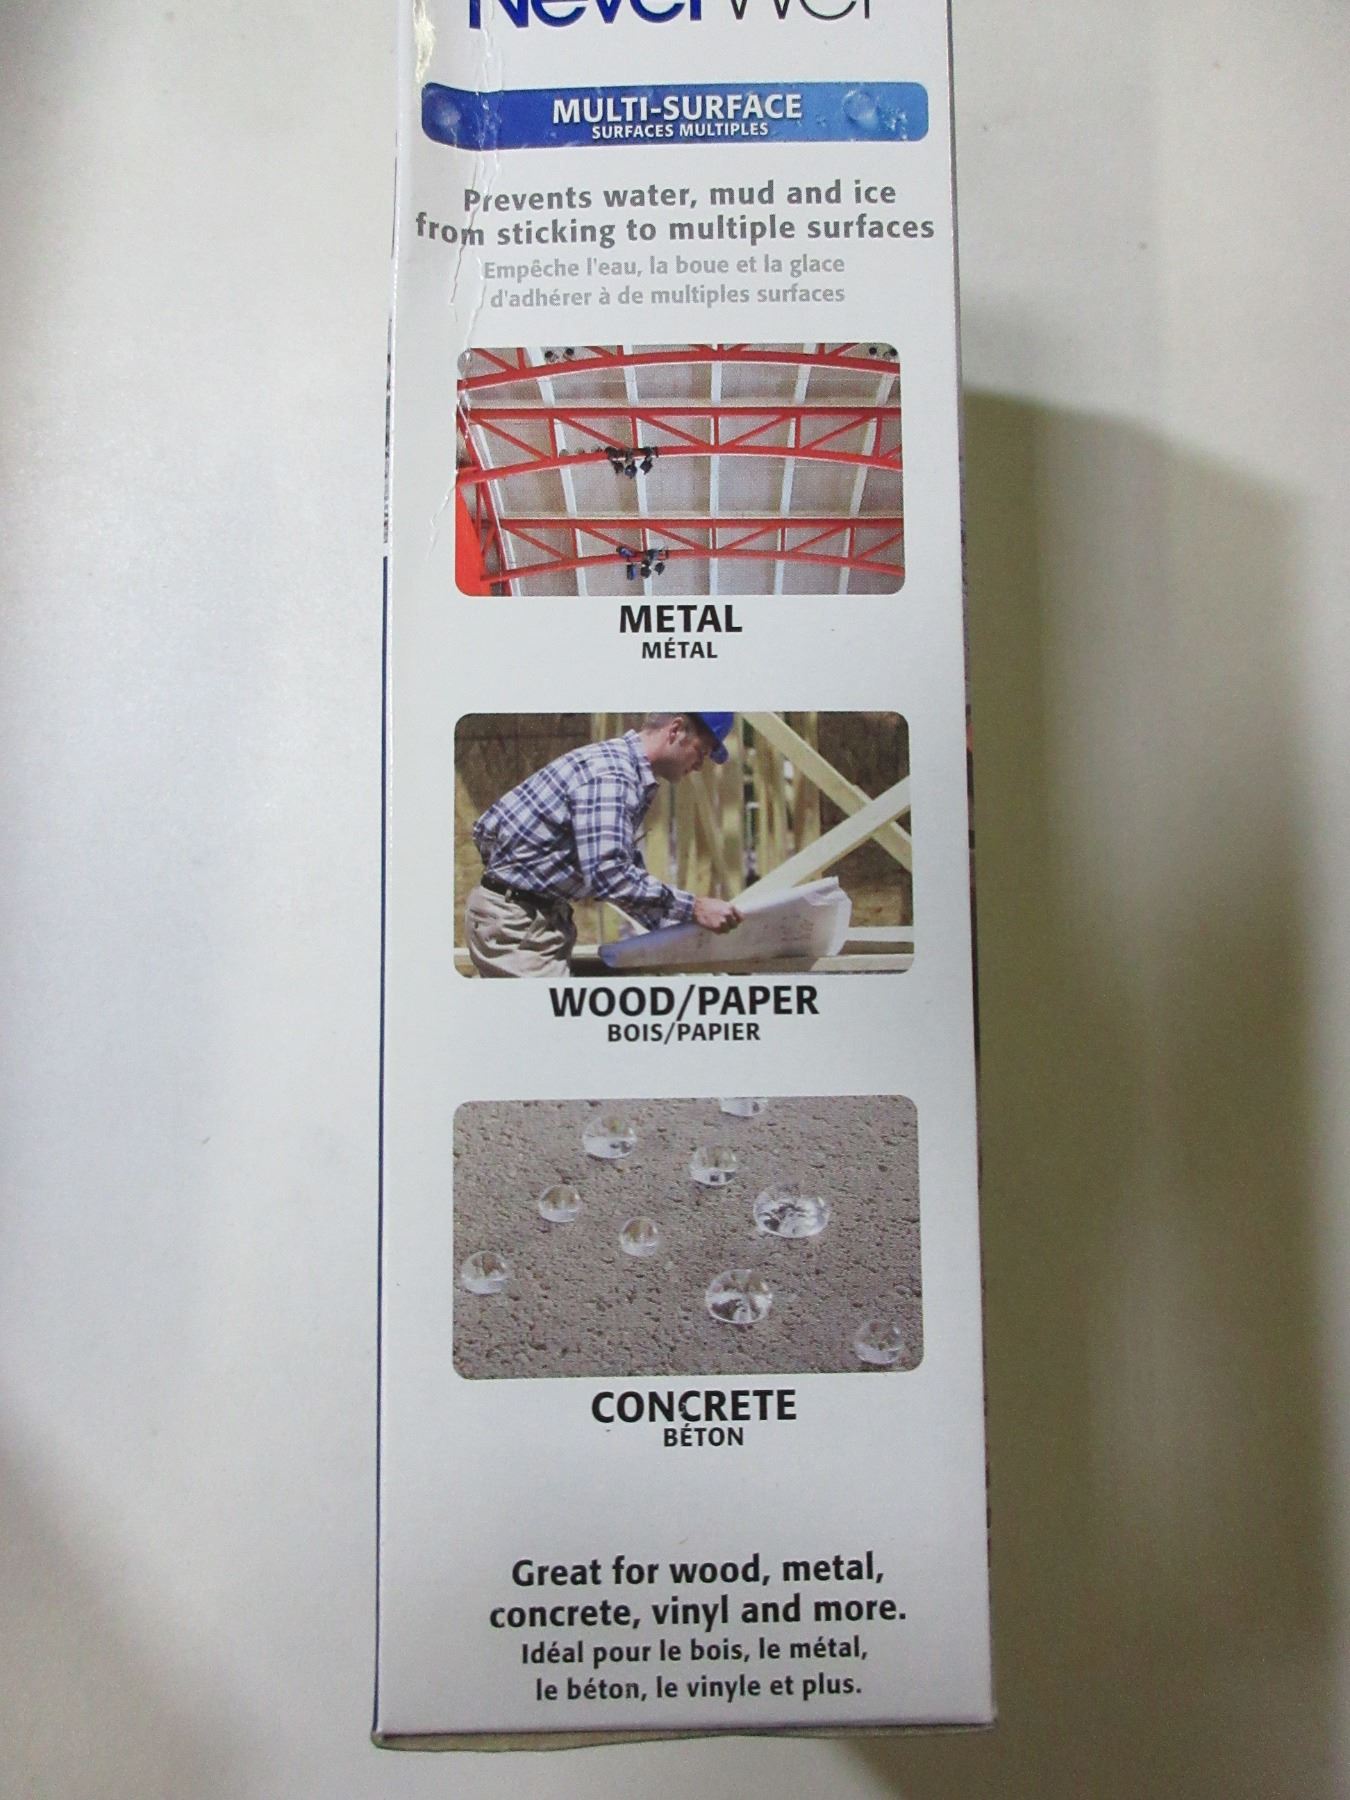 NeverWet
MULTI-SURFACE
SURFACES MULTIPLES
Prevents water, mud and ice
from sticking to multiple surfaces
Empêche l'eau, la boue et la glace
d'adhérer à de multiples surfaces
METAL
MÉTAL
WOOD/PAPER
BOIS/PAPIER
CONCRETE
BÉTON
Great for wood, metal,
concrete, vinyl and more.
Idéal pour le bois, le métal,
le béton, le vinyle et plus.